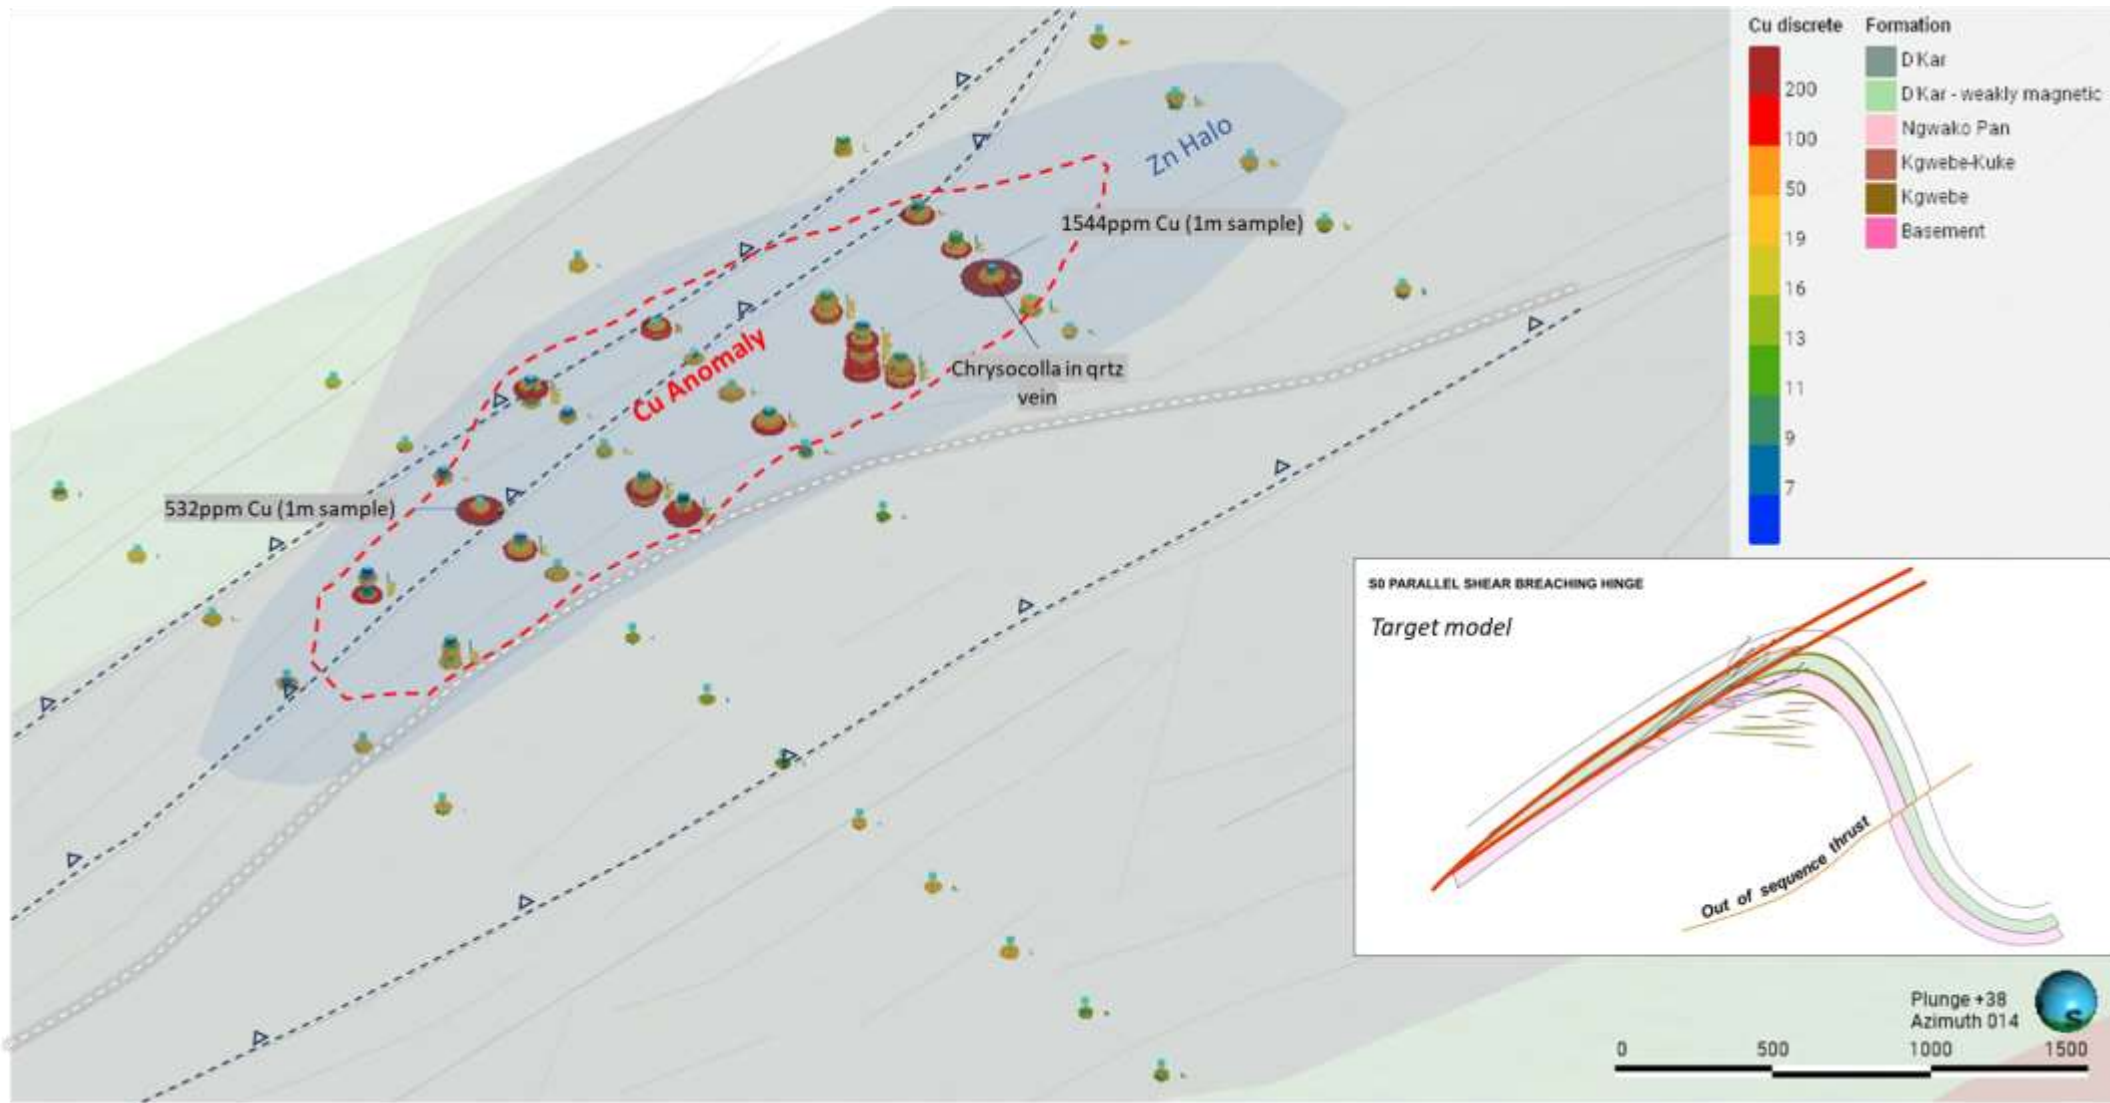 Cu discrete
200
100
50
19
16
13
11
9
7
Formation
D'Kar
D'Kar - weakly magnetic
Ngwako Pan
Kgwebe-Kuke
Kgwebe
Basement
Zn Halo
1544ppm Cu (1m sample)
Cu Anomaly
Chrysocolla in qrtz
vein
532ppm Cu (1m sample)
S0 PARALLEL SHEAR BREACHING HINGE
Target model
Out of sequence thrust
Plunge +38
Azimuth 014
S
0 500 1000 1500